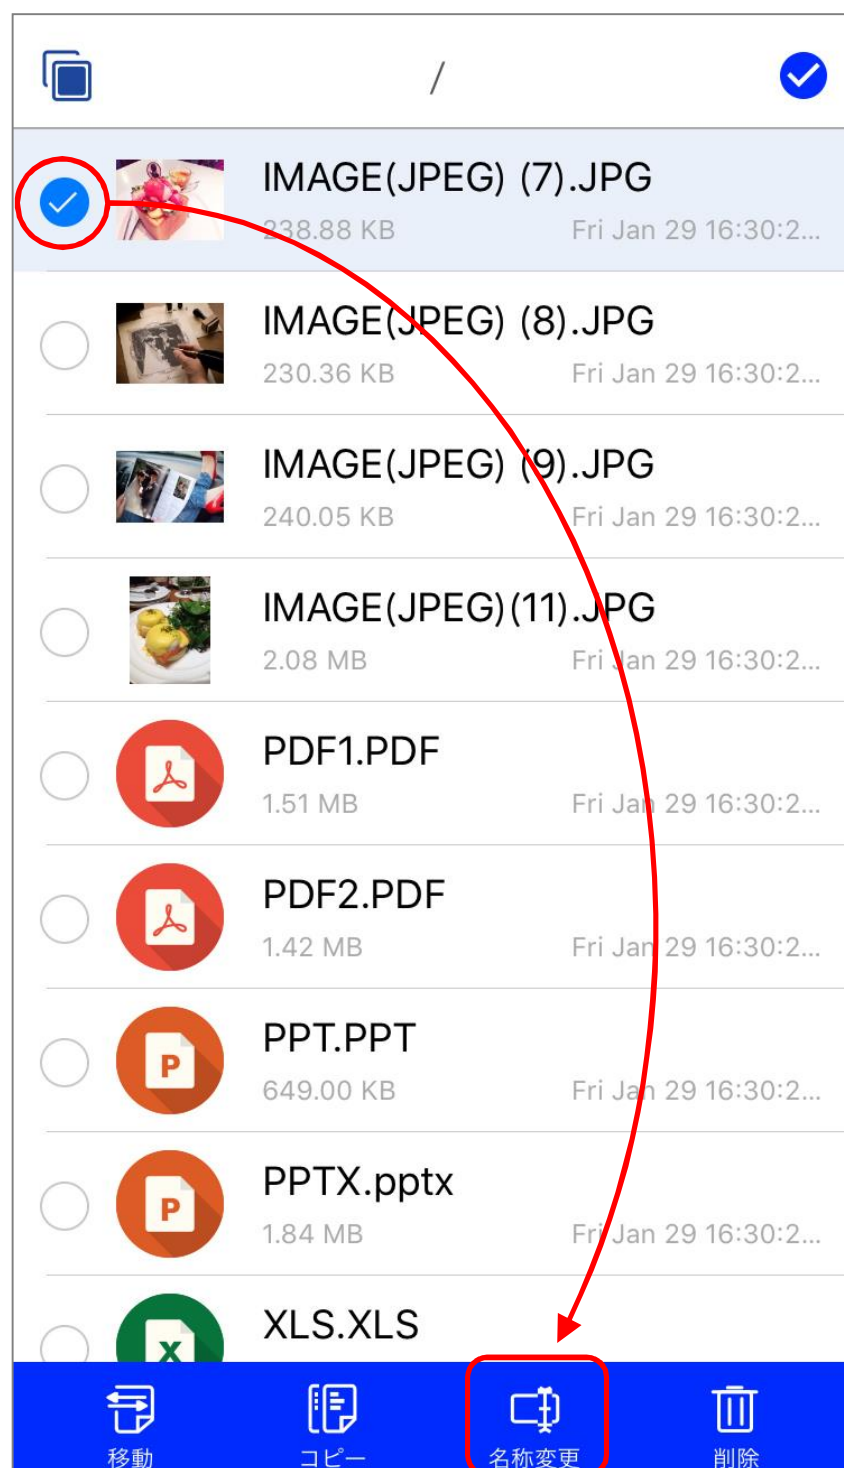 /
IMAGE(JPEG) (7).JPG
238.88 KB Fri Jan 29 16:30:2...
IMAGE(JPEG) (8).JPG
230.36 KB Fri Jan 29 16:30:2...
IMAGE(JPEG) (9).JPG
240.05 KB Fri Jan 29 16:30:2...
IMAGE(JPEG)(11).JPG
2.08 MB Fri Jan 29 16:30:2...
PDF1.PDF
1.51 MB Fri Jan 29 16:30:2...
PDF2.PDF
1.42 MB Fri Jan 29 16:30:2...
P
PPT.PPT
649.00 KB Fri Jan 29 16:30:2...
P
PPTX.pptx
1.84 MB Fri Jan 29 16:30:2...
X
XLS.XLS
移動 コピー 名称変更 削除